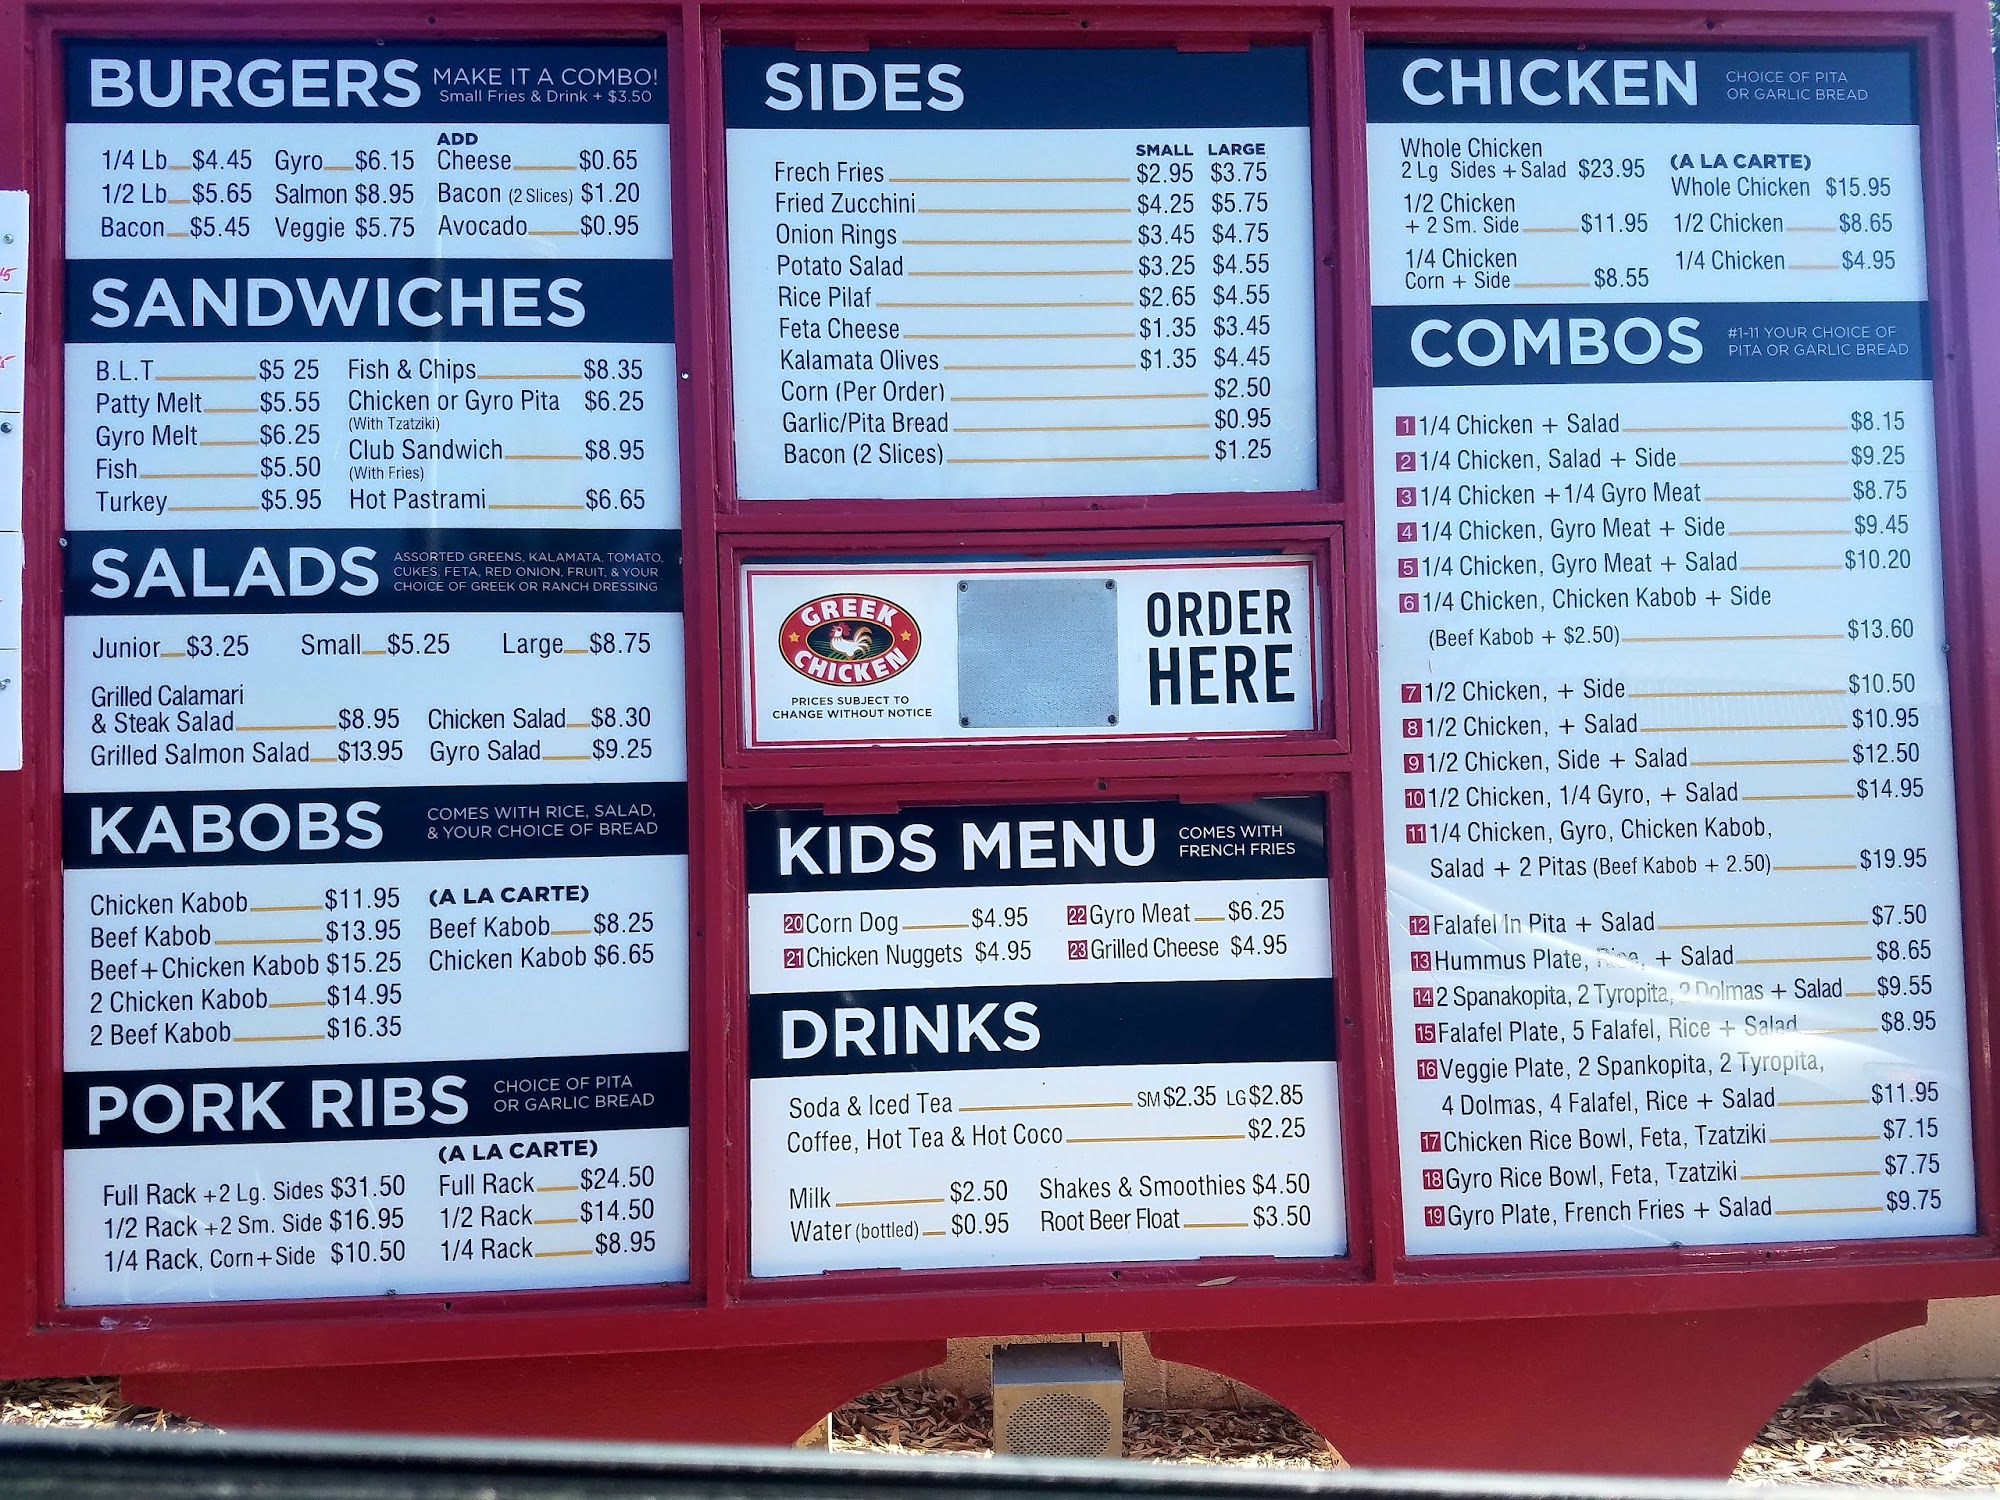 BURGERS MAKE IT A COMBO!
Small Fries & Drink + $3.50
ADD
1/4 Lb $4.45 Gyro $6.15 Cheese $0.65
1/2 Lb $5.65 Salmon $8.95 Bacon (2 Slices) $1.20
Bacon $5.45 Veggie $5.75 Avocado $0.95
SANDWICHES
B.L.T $5 25 Fish & Chips $8.35
Patty Melt $5.55 Chicken or Gyro Pita $6.25
(With Tzatziki)
Gyro Melt $6.25 Club Sandwich $8.95
Fish $5.50 (With Fries)
Turkey $5.95 Hot Pastrami $6.65
SALADS ASSORTED GREENS, KALAMATA, TOMATO,
CUKES, FETA, RED ONION, FRUIT, & YOUR
CHOICE OF GREEK OR RANCH DRESSING
Junior $3.25 Small $5.25 Large $8.75
Grilled Calamari
& Steak Salad $8.95 Chicken Salad $8.30
Grilled Salmon Salad $13.95 Gyro Salad $9.25
KABOBS COMES WITH RICE, SALAD,
& YOUR CHOICE OF BREAD
Chicken Kabob $11.95 (A LA CARTE)
Beef Kabob $13.95 Beef Kabob $8.25
Beef+Chicken Kabob $15.25 Chicken Kabob $6.65
2 Chicken Kabob $14.95
2 Beef Kabob $16.35
PORK RIBS CHOICE OF PITA
OR GARLIC BREAD
(A LA CARTE)
Full Rack +2 Lg. Sides $31.50 Full Rack $24.50
1/2 Rack +2 Sm. Side $16.95 1/2 Rack $14.50
1/4 Rack, Corn+Side $10.50 1/4 Rack $8.95
SIDES
SMALL LARGE
Frech Fries $2.95 $3.75
Fried Zucchini $4.25 $5.75
Onion Rings $3.45 $4.75
Potato Salad $3.25 $4.55
Rice Pilaf $2.65 $4.55
Feta Cheese $1.35 $3.45
Kalamata Olives $1.35 $4.45
Corn (Per Order) $2.50
Garlic/Pita Bread $0.95
Bacon (2 Slices) $1.25
GREEK
CHICKEN
PRICES SUBJECT TO
CHANGE WITHOUT NOTICE
ORDER
HERE
KIDS MENU COMES WITH
FRENCH FRIES
20 Corn Dog $4.95 22 Gyro Meat $6.25
21 Chicken Nuggets $4.95 23 Grilled Cheese $4.95
DRINKS
Soda & Iced Tea SM $2.35 LG $2.85
Coffee, Hot Tea & Hot Coco $2.25
Milk $2.50 Shakes & Smoothies $4.50
Water (bottled) $0.95 Root Beer Float $3.50
CHICKEN CHOICE OF PITA
OR GARLIC BREAD
Whole Chicken
2 Lg Sides + Salad $23.95 (A LA CARTE)
Whole Chicken $15.95
1/2 Chicken
+ 2 Sm. Side $11.95 1/2 Chicken $8.65
1/4 Chicken
Corn + Side $8.55 1/4 Chicken $4.95
COMBOS #1-11 YOUR CHOICE OF
PITA OR GARLIC BREAD
1 1/4 Chicken + Salad $8.15
2 1/4 Chicken, Salad + Side $9.25
3 1/4 Chicken +1/4 Gyro Meat $8.75
4 1/4 Chicken, Gyro Meat + Side $9.45
5 1/4 Chicken, Gyro Meat + Salad $10.20
6 1/4 Chicken, Chicken Kabob + Side
(Beef Kabob + $2.50) $13.60
7 1/2 Chicken, + Side $10.50
8 1/2 Chicken, + Salad $10.95
9 1/2 Chicken, Side + Salad $12.50
10 1/2 Chicken, 1/4 Gyro, + Salad $14.95
11 1/4 Chicken, Gyro, Chicken Kabob,
Salad + 2 Pitas (Beef Kabob + 2.50) $19.95
12 Falafel In Pita + Salad $7.50
13 Hummus Plate, Rice, + Salad $8.65
14 2 Spanakopita, 2 Tyropita, 2 Dolmas + Salad $9.55
15 Falafel Plate, 5 Falafel, Rice + Salad $8.95
16 Veggie Plate, 2 Spankopita, 2 Tyropita,
4 Dolmas, 4 Falafel, Rice + Salad $11.95
17 Chicken Rice Bowl, Feta, Tzatziki $7.15
18 Gyro Rice Bowl, Feta, Tzatziki $7.75
19 Gyro Plate, French Fries + Salad $9.75